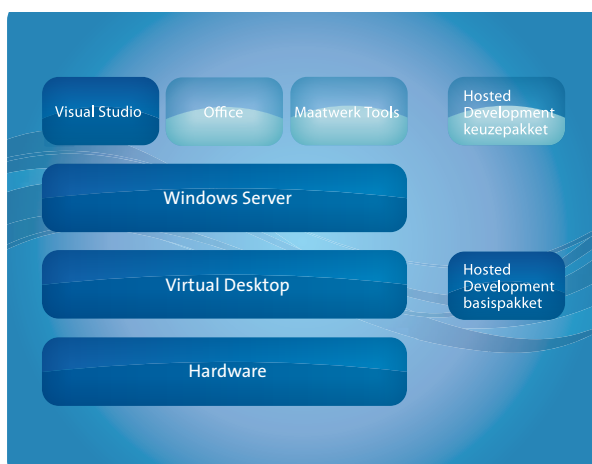 Visual Studio
Office
Maatwerk Tools
Hosted
Development
keuzepakket
Windows Server
Virtual Desktop
Hosted
Development
basispakket
Hardware